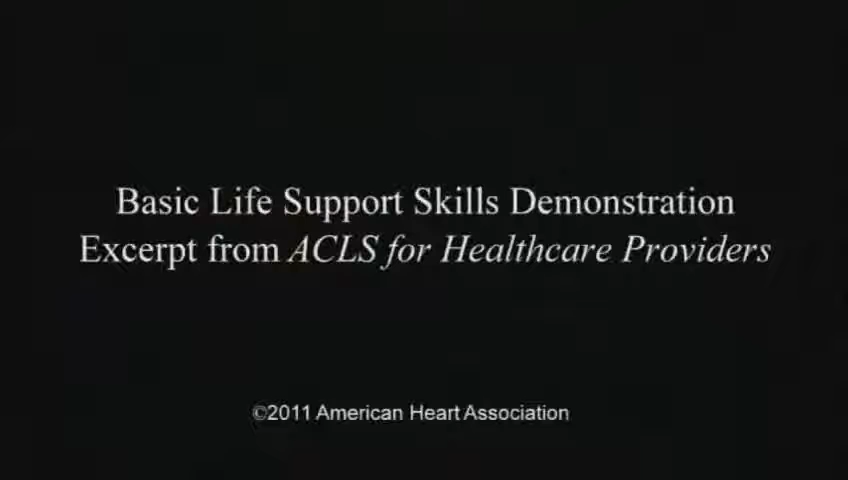 Basic Life Support Skills Demonstration
Excerpt from ACLS for Healthcare Providers
©2011 American Heart Association